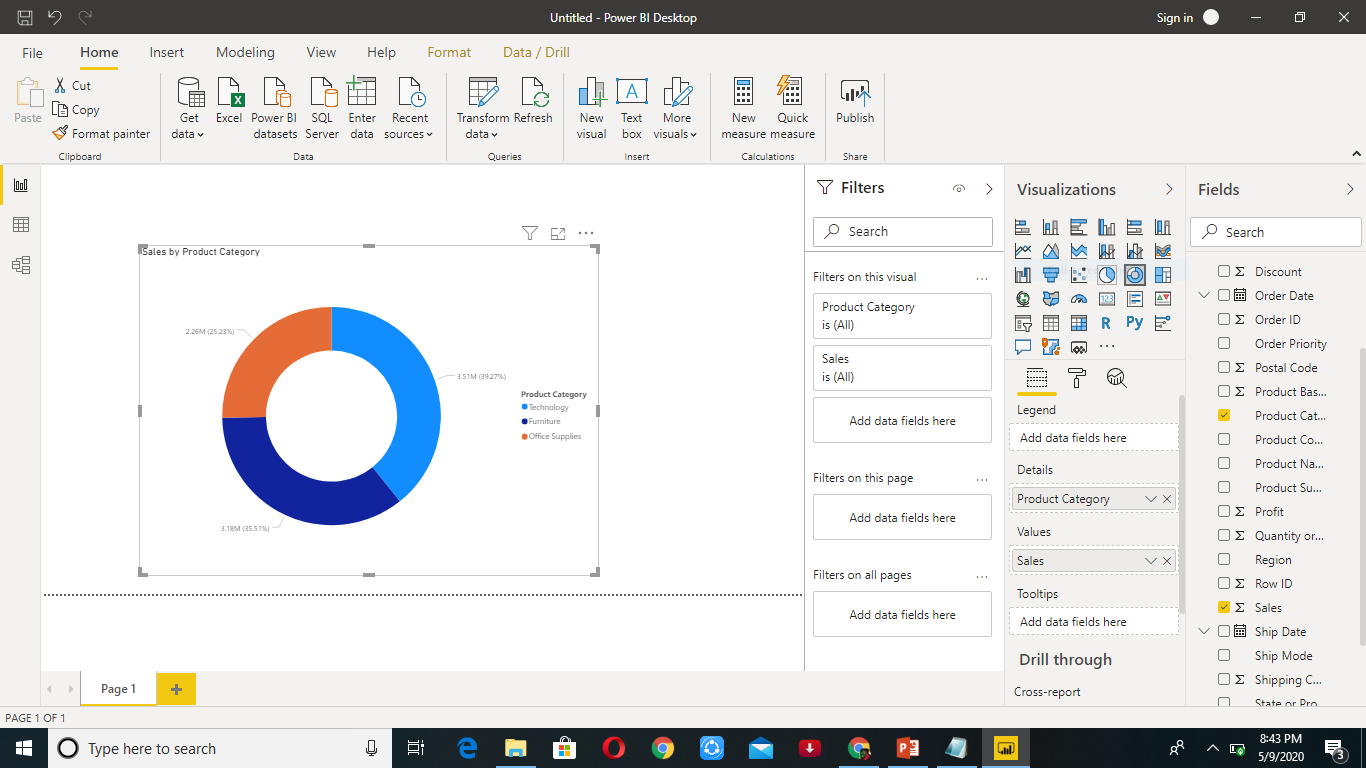 Untitled - Power BI Desktop
Sign in
File
Home
Insert
Modeling
View
Help
Format
Data / Drill
Paste
Cut
Copy
Format painter
Clipboard
Get
data
Excel
Power BI
datasets
SQL
Server
Enter
data
Recent
sources
Data
Transform
data
Refresh
Queries
New
visual
Text
box
More
visuals
Insert
New
measure
Quick
measure
Calculations
Publish
Share
Sales by Product Category
2.26M (25.23%)
3.51M (39.27%)
3.18M (35.51%)
Product Category
Technology
Furniture
Office Supplies
Filters
Search
Filters on this visual
Product Category
is (All)
Sales
is (All)
Add data fields here
Filters on this page
Add data fields here
Filters on all pages
Add data fields here
Visualizations
123
R
Py
Legend
Add data fields here
Details
Product Category
Values
Sales
Tooltips
Add data fields here
Drill through
Cross-report
Fields
Search
Discount
Order Date
Order ID
Order Priority
Postal Code
Product Bas...
Product Cat...
Product Co...
Product Na...
Product Su...
Profit
Quantity or...
Region
Row ID
Sales
Ship Date
Ship Mode
Shipping C...
State or Pro
Page 1
PAGE 1 OF 1
Type here to search
8:43 PM
5/9/2020
3